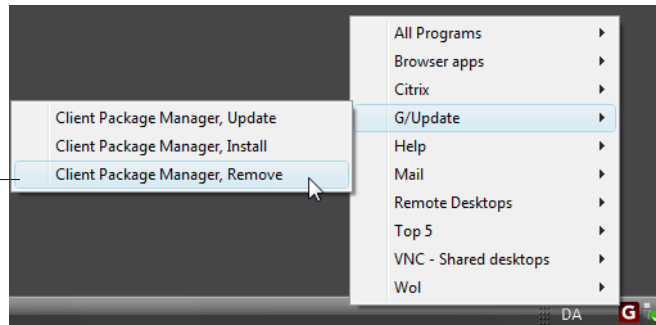 All Programs
Browser apps
Citrix
G/Update
Help
Mail
Remote Desktops
Top 5
VNC - Shared desktops
Wol
Client Package Manager, Update
Client Package Manager, Install
Client Package Manager, Remove
DA
G